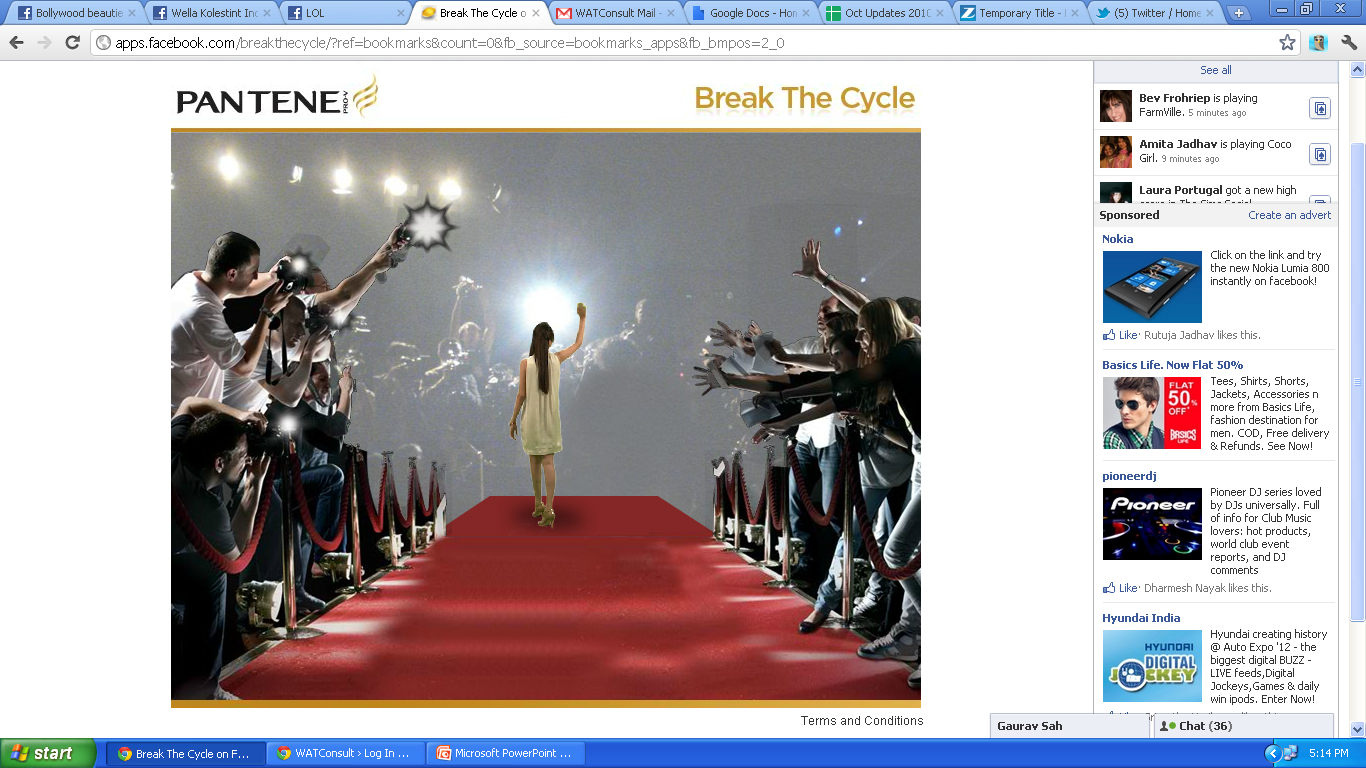 Bollywood beautie
Wella Kolestint Ind
LOL
Break The Cycle o
WATConsult Mail -
Google Docs - Hom
Oct Updates 2010
Temporary Title -
(5) Twitter / Home
apps.facebook.com/breakthecycle/?ref=bookmarks&count=0&fb_source=bookmarks_apps&fb_bmpos=2_0
PANTENE PRO-V
Break The Cycle
See all
Bev Frohriep is playing
FarmVille. 5 minutes ago
Amita Jadhav is playing Coco
Girl. 9 minutes ago
Laura Portugal got a new high
score in The Sims Social.
Sponsored Create an advert
Nokia
Click on the link and try
the new Nokia Lumia 800
instantly on facebook!
Like · Rutuja Jadhav likes this.
Basics Life. Now Flat 50%
FLAT
50%
OFF*
BASICS
LIFE
Tees, Shirts, Shorts,
Jackets, Accessories n
more from Basics Life,
fashion destination for
men. COD, Free delivery
& Refunds. See Now!
pioneerdj
Pioneer
Pioneer DJ series loved
by DJs universally. Full
of info for Club Music
lovers: hot products,
world club event
reports, and DJ
comments
Like · Dharmesh Nayak likes this.
Hyundai India
HYUNDAI
DIGITAL
JOCKEY
Hyundai creating history
@ Auto Expo '12 - the
biggest digital BUZZ -
LIVE feeds,Digital
Jockeys,Games & daily
win ipods. Enter Now!
Terms and Conditions
Gaurav Sah
Chat (36)
start
Break The Cycle on F...
WATConsult › Log In ...
Microsoft PowerPoint ...
5:14 PM